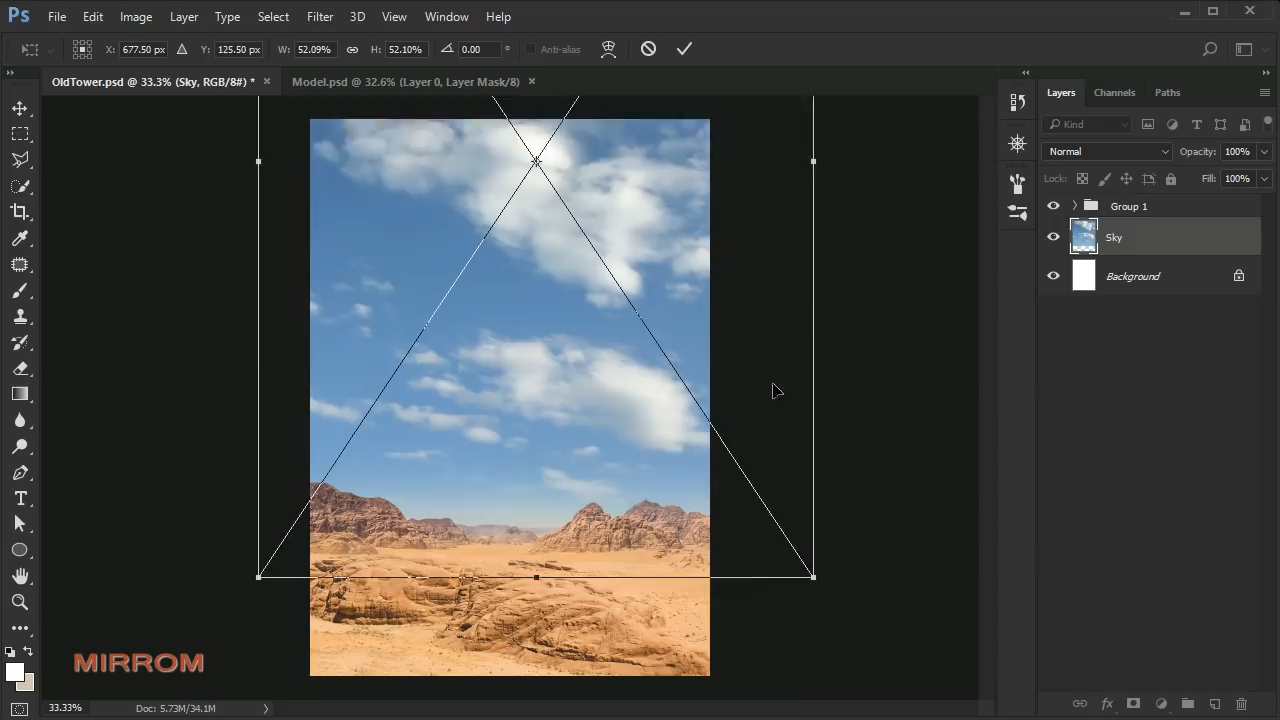 Ps File Edit Image Layer Type Select Filter 3D View Window Help
X: 677.50 px Y: 125.50 px W: 52.09% H: 52.10% 0.00 ° Anti-alias
OldTower.psd @ 33.3% (Sky, RGB/8#) * × Model.psd @ 32.6% (Layer 0, Layer Mask/8) ×
Layers Channels Paths
Kind
Normal Opacity: 100%
Lock: Fill: 100%
Group 1
Sky
Background
MIRROM
33.33% Doc: 5.73M/34.1M